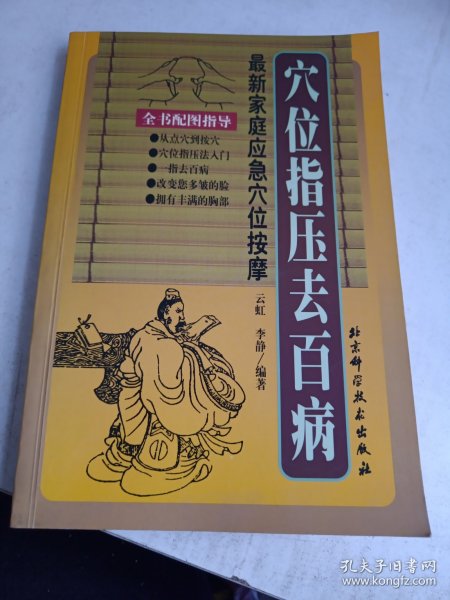 穴位指压去百病
最新家庭应急穴位按摩
全书配图指导
●从点穴到按穴
●穴位指压法入门
●一指去百病
●改变您多皱的脸
●拥有丰满的胸部
云虹 李静/编著
北京科学技术出版社
孔夫子旧书网
www.kongfz.com